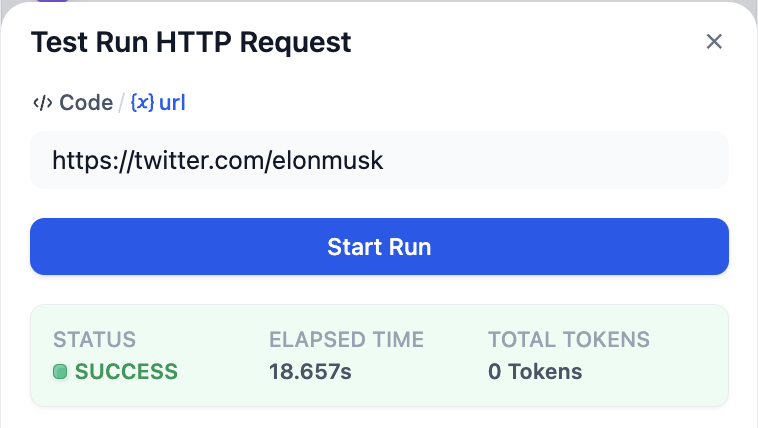 Test Run HTTP Request
</> Code / {x} url
https://twitter.com/elonmusk
Start Run
STATUS ELAPSED TIME TOTAL TOKENS
SUCCESS 18.657s 0 Tokens